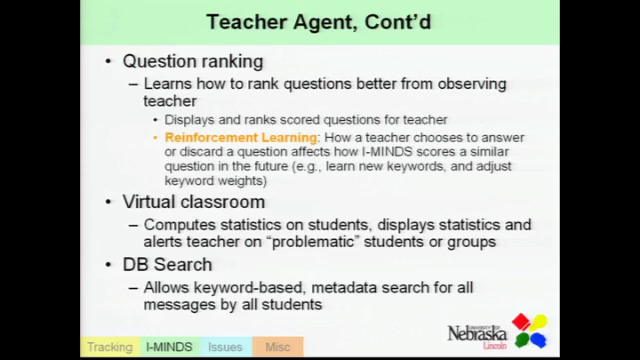 Teacher Agent, Cont'd
• Question ranking
– Learns how to rank questions better from observing
teacher
• Displays and ranks scored questions for teacher
• Reinforcement Learning: How a teacher chooses to answer
or discard a question affects how I-MINDS scores a similar
question in the future (e.g., learn new keywords, and adjust
keyword weights)
• Virtual classroom
– Computes statistics on students, displays statistics and
alerts teacher on "problematic" students or groups
• DB Search
– Allows keyword-based, metadata search for all
messages by all students
UNIVERSITY OF
Nebraska
Lincoln
Tracking I-MINDS Issues Misc